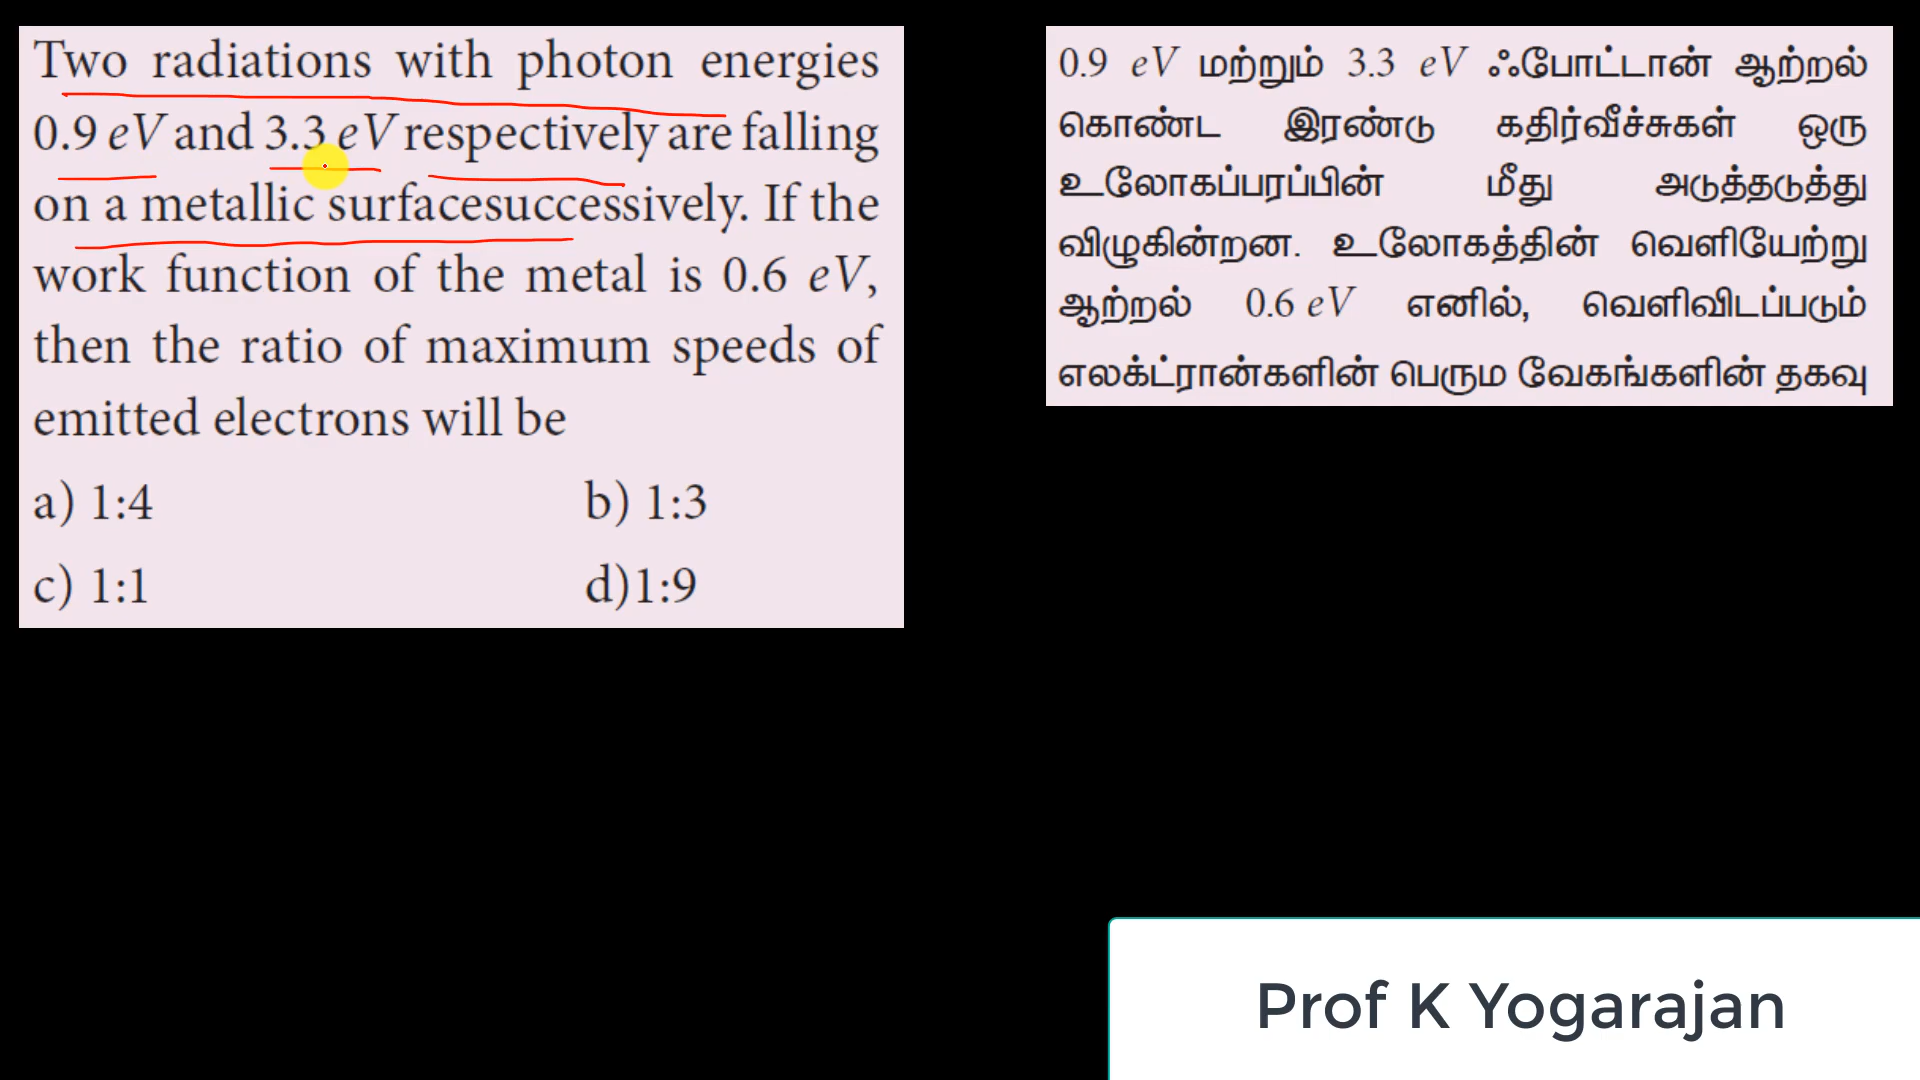 Two radiations with photon energies
0.9 eV and 3.3 eV respectively are falling
on a metallic surfacesuccessively. If the
work function of the metal is 0.6 eV,
then the ratio of maximum speeds of
emitted electrons will be
a) 1:4 b) 1:3
c) 1:1 d)1:9
0.9 eV மற்றும் 3.3 eV ஃபோட்டான் ஆற்றல்
கொண்ட இரண்டு கதிர்வீச்சுகள் ஒரு
உலோகப்பரப்பின் மீது அடுத்தடுத்து
விழுகின்றன. உலோகத்தின் வெளியேற்று
ஆற்றல் 0.6 eV எனில், வெளிவிடப்படும்
எலக்ட்ரான்களின் பெரும வேகங்களின் தகவு
Prof K Yogarajan